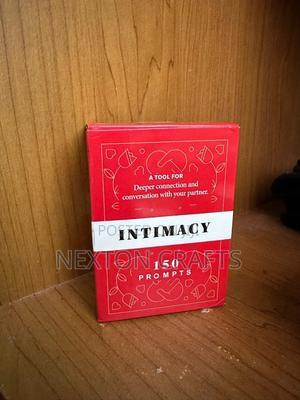 A TOOL FOR
Deeper connection and
conversation with your partner.
INTIMACY
NEXTON CRAFTS
150
PROMPTS